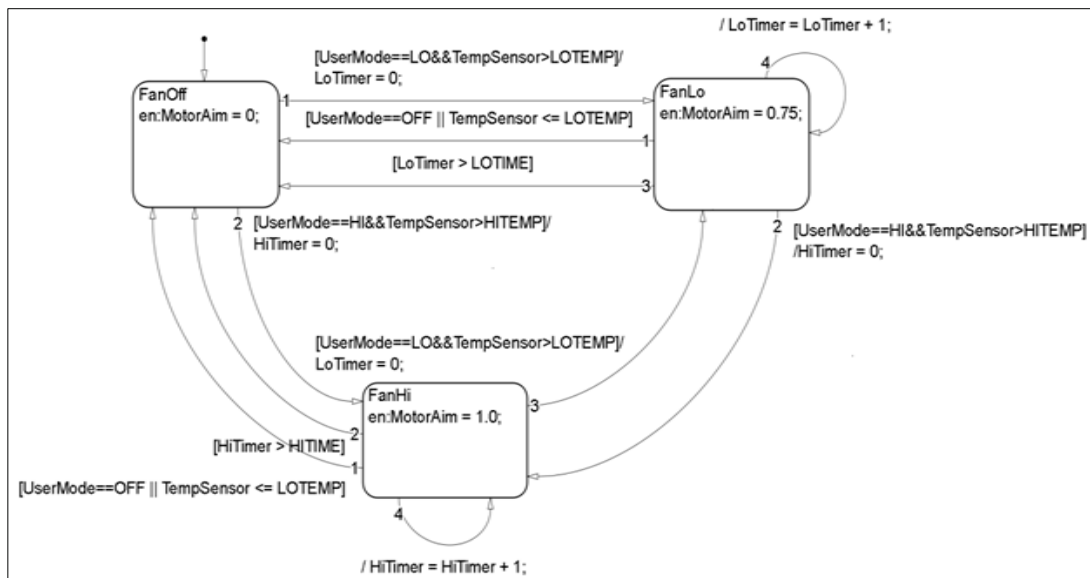 / LoTimer = LoTimer + 1;
4
[UserMode==LO&&TempSensor>LOTEMP]/
LoTimer = 0;
FanOff
en:MotorAim = 0;
1
FanLo
en:MotorAim = 0.75;
[UserMode==OFF || TempSensor <= LOTEMP]
1
[LoTimer > LOTIME]
3
2
[UserMode==HI&&TempSensor>HITEMP]/
HiTimer = 0;
2
[UserMode==HI&&TempSensor>HITEMP]
/HiTimer = 0;
[UserMode==LO&&TempSensor>LOTEMP]/
LoTimer = 0;
FanHi
en:MotorAim = 1.0;
3
2
[HiTimer > HITIME]
1
[UserMode==OFF || TempSensor <= LOTEMP]
4
/ HiTimer = HiTimer + 1;